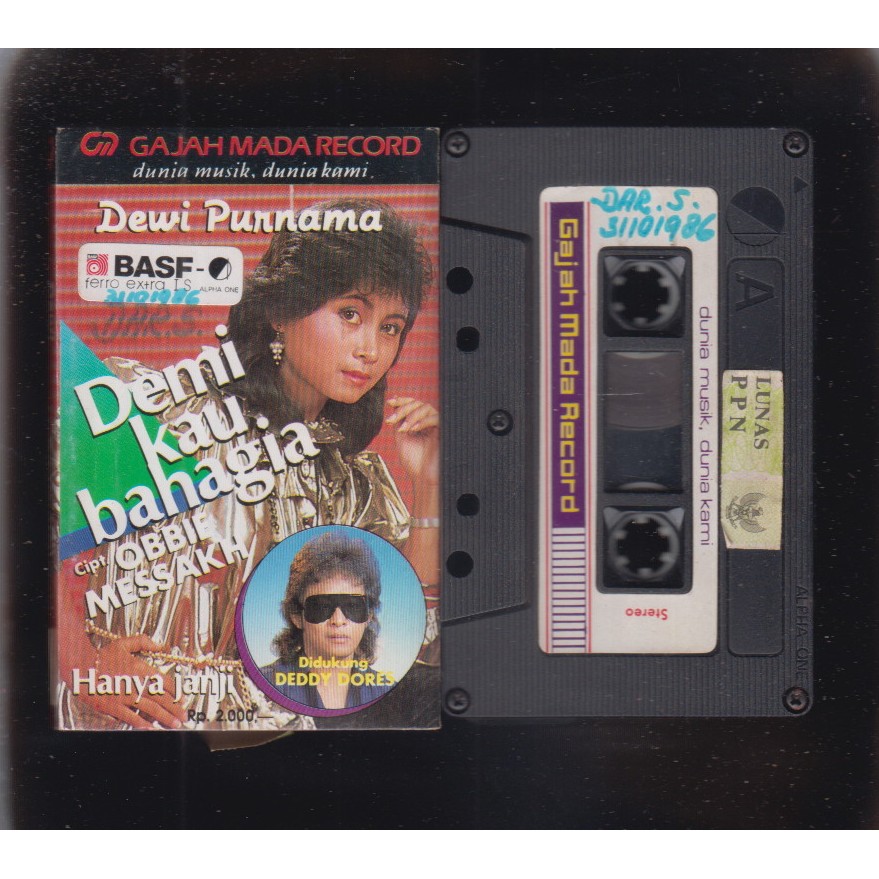 GAJAH MADA RECORD
dunia musik, dunia kami
Dewi Purnama
BASF
ferro extra I S
ALPHA ONE
31101986
DAR.S.
Demi
kau
bahagia
Cipt. OBBIE
MESSAKH
Didukung
DEDDY DORES
Hanya janji
Rp. 2.000,-
DAR. S.
31101986
Gajah Mada Record
dunia musik, dunia kami
Stereo
A
LUNAS
PPN
ALPHA ONE